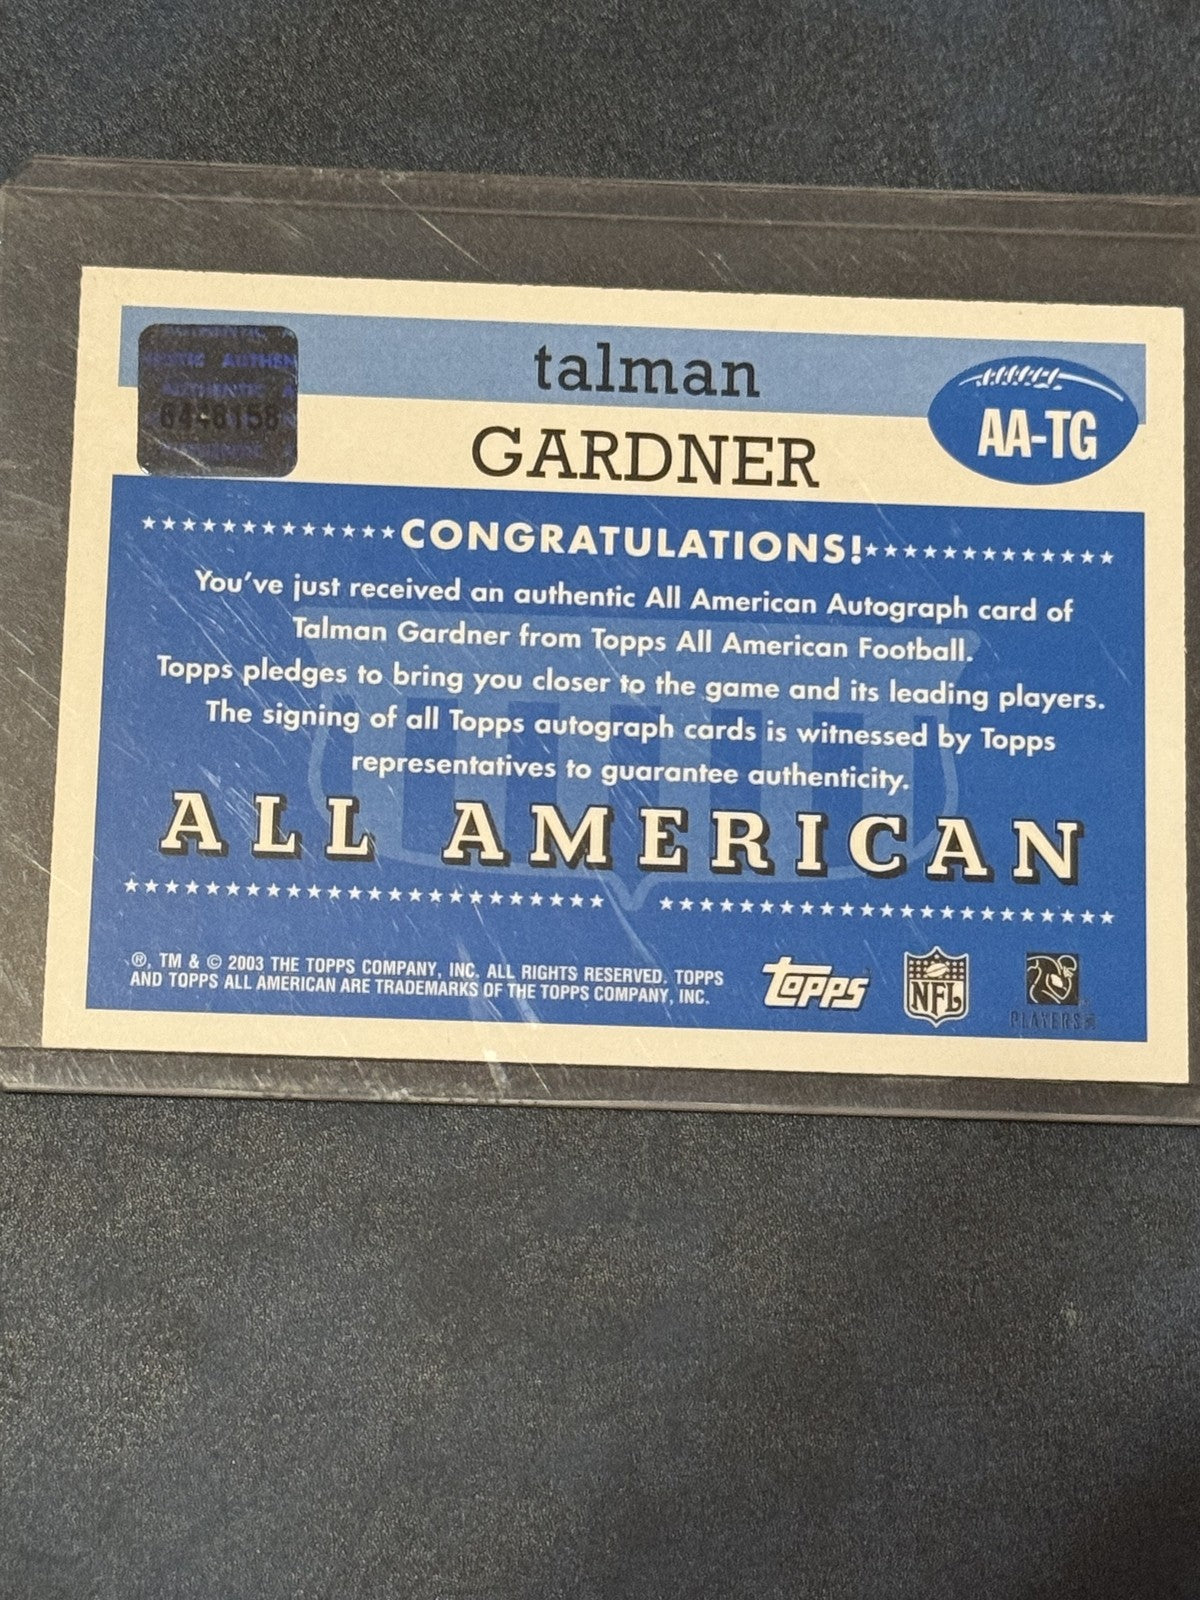 talman
GARDNER
AA-TG
AUTHENTIC
CONGRATULATIONS!
You've just received an authentic All American Autograph card of
Talman Gardner from Topps All American Football.
Topps pledges to bring you closer to the game and its leading players.
The signing of all Topps autograph cards is witnessed by Topps
representatives to guarantee authenticity.
ALL AMERICAN
®, TM & © 2003 THE TOPPS COMPANY, INC. ALL RIGHTS RESERVED. TOPPS
AND TOPPS ALL AMERICAN ARE TRADEMARKS OF THE TOPPS COMPANY, INC.
topps
NFL
PLAYERS